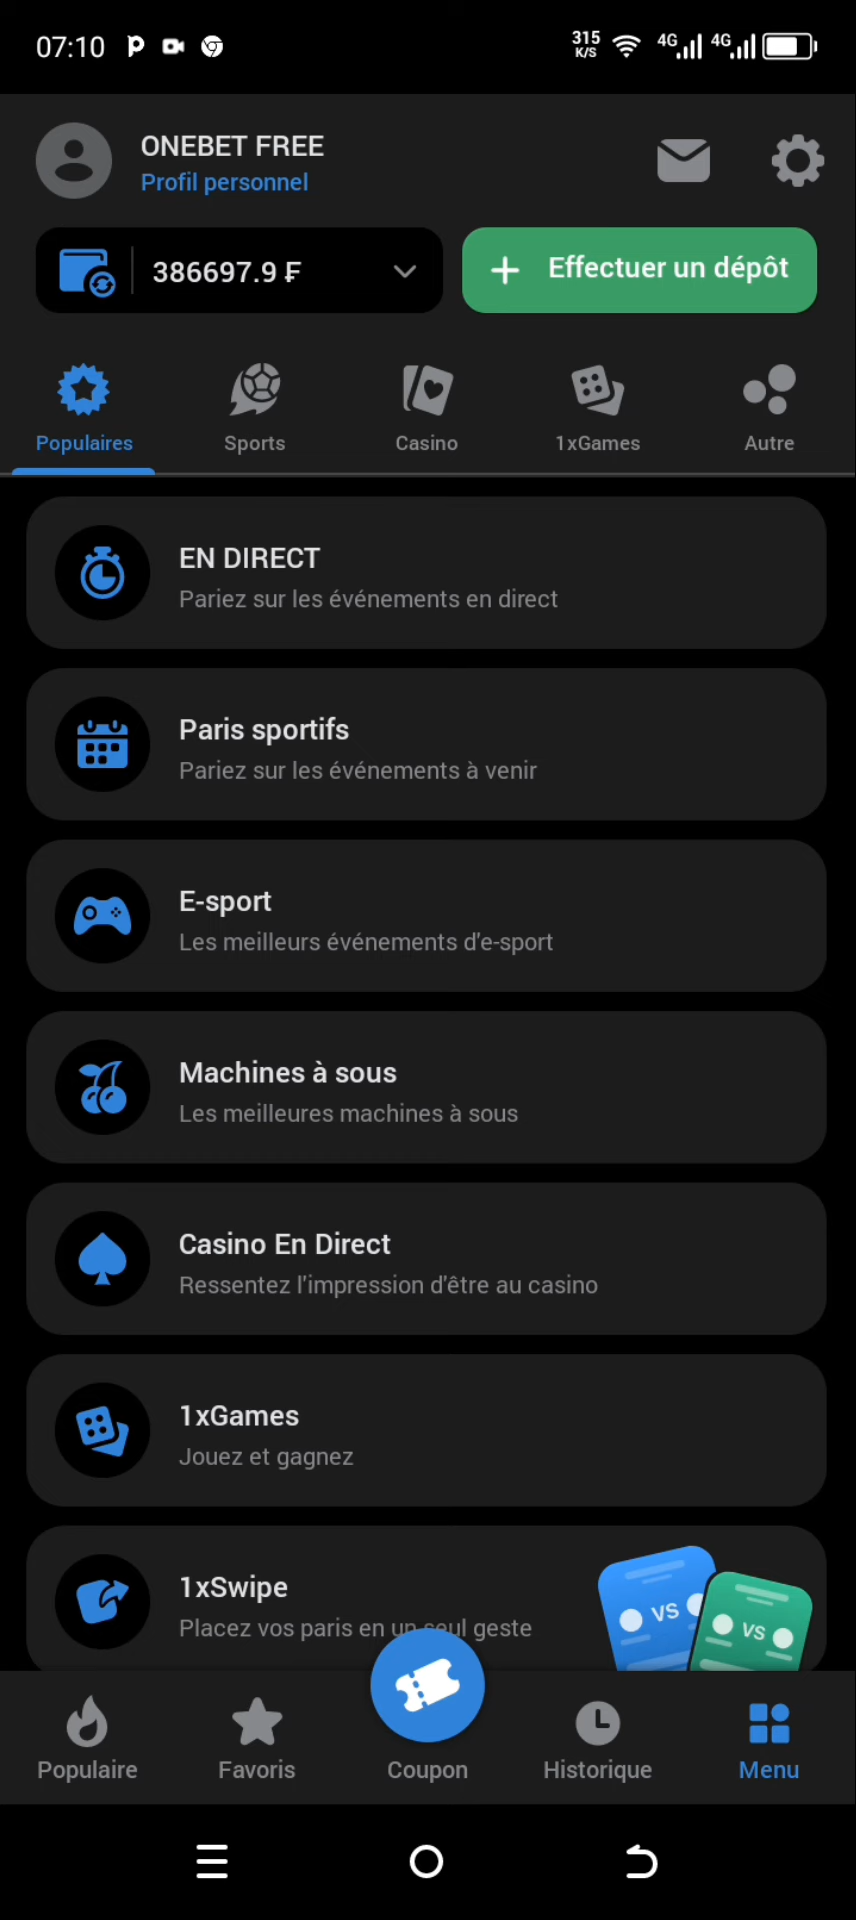 07:10
315
K/S
4G
4G
ONEBET FREE
Profil personnel
386697.9 ₣
+ Effectuer un dépôt
Populaires
Sports
Casino
1xGames
Autre
EN DIRECT
Pariez sur les événements en direct
Paris sportifs
Pariez sur les événements à venir
E-sport
Les meilleurs événements d'e-sport
Machines à sous
Les meilleures machines à sous
Casino En Direct
Ressentez l'impression d'être au casino
1xGames
Jouez et gagnez
1xSwipe
Placez vos paris en un seul geste
VS
VS
Populaire
Favoris
Coupon
Historique
Menu